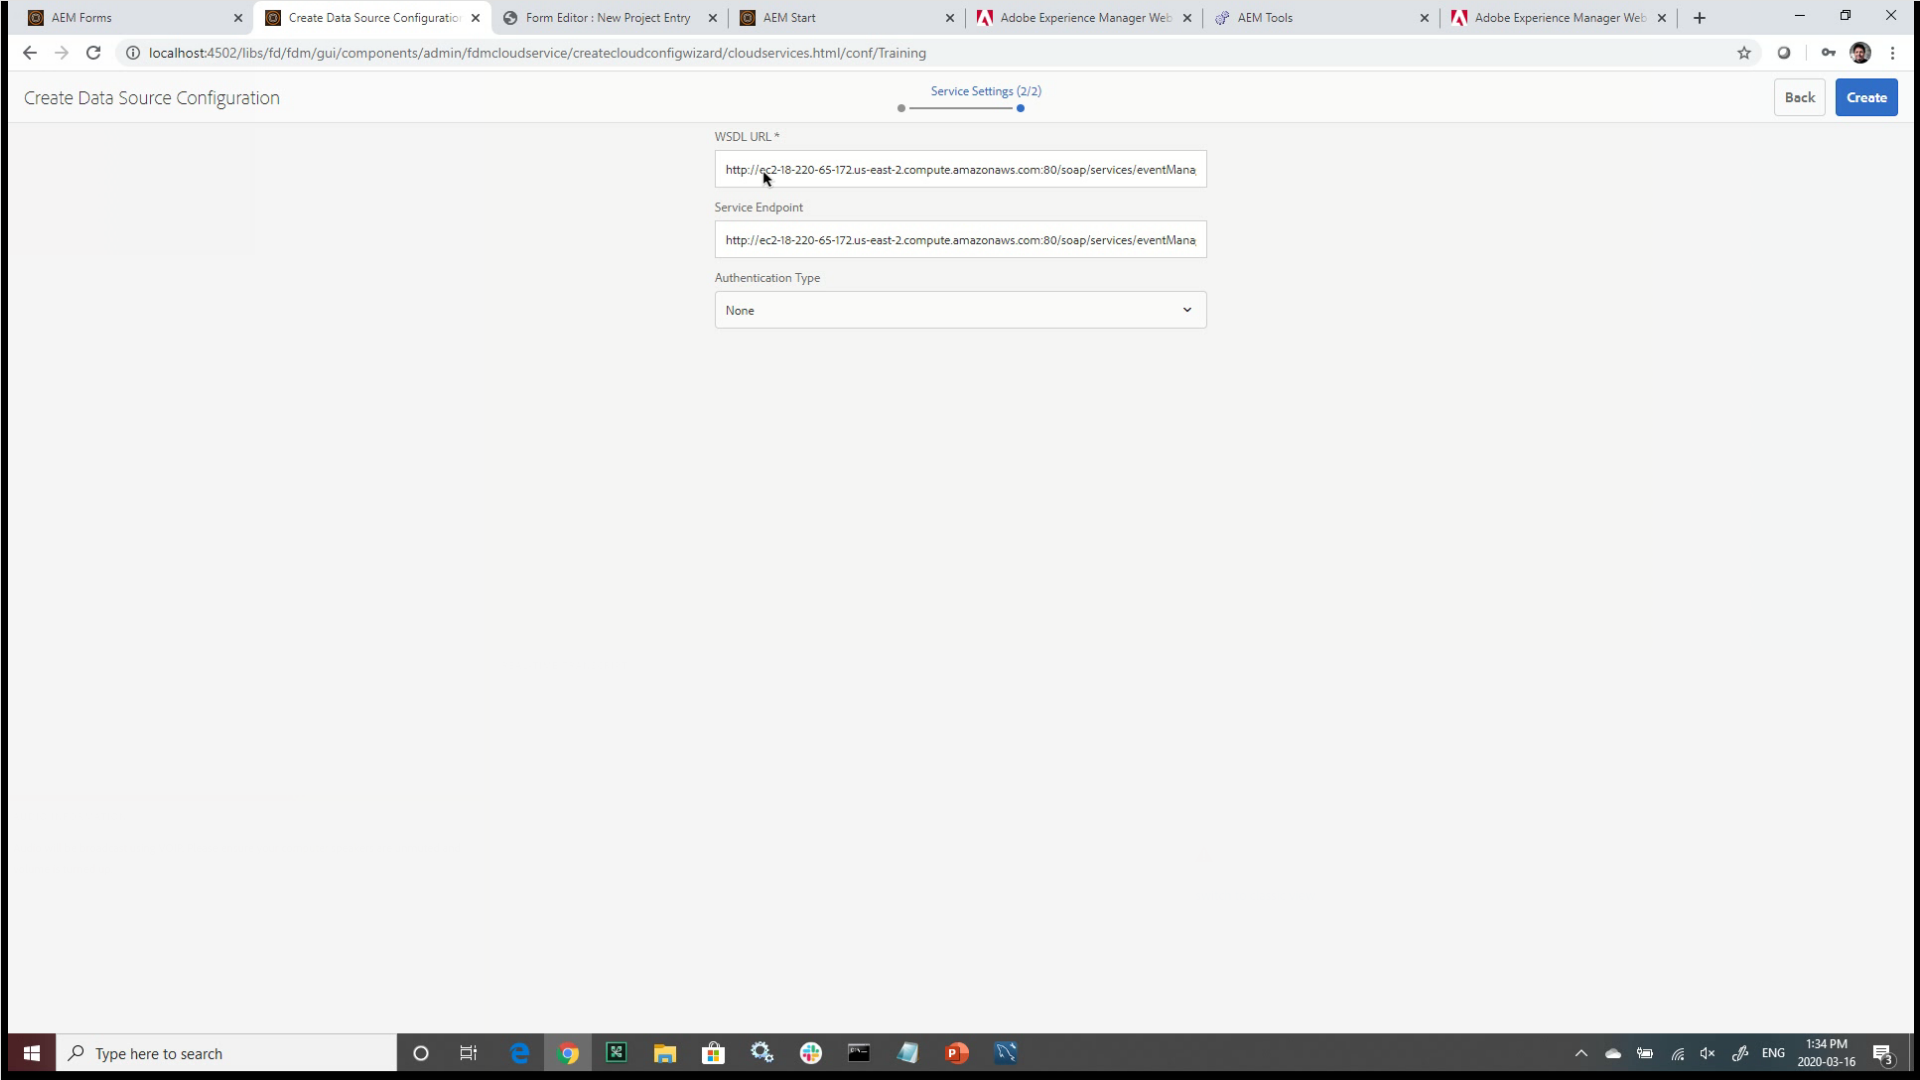 AEM Forms
Create Data Source Configuratio
Form Editor : New Project Entry
AEM Start
Adobe Experience Manager Web
AEM Tools
Adobe Experience Manager Web
localhost:4502/libs/fd/fdm/gui/components/admin/fdmcloudservice/createcloudconfigwizard/cloudservices.html/conf/Training
Create Data Source Configuration
Service Settings (2/2)
Back
Create
WSDL URL *
http://ec2-18-220-65-172.us-east-2.compute.amazonaws.com:80/soap/services/eventMana
Service Endpoint
http://ec2-18-220-65-172.us-east-2.compute.amazonaws.com:80/soap/services/eventMana
Authentication Type
None
Type here to search
ENG
1:34 PM
2020-03-16
3